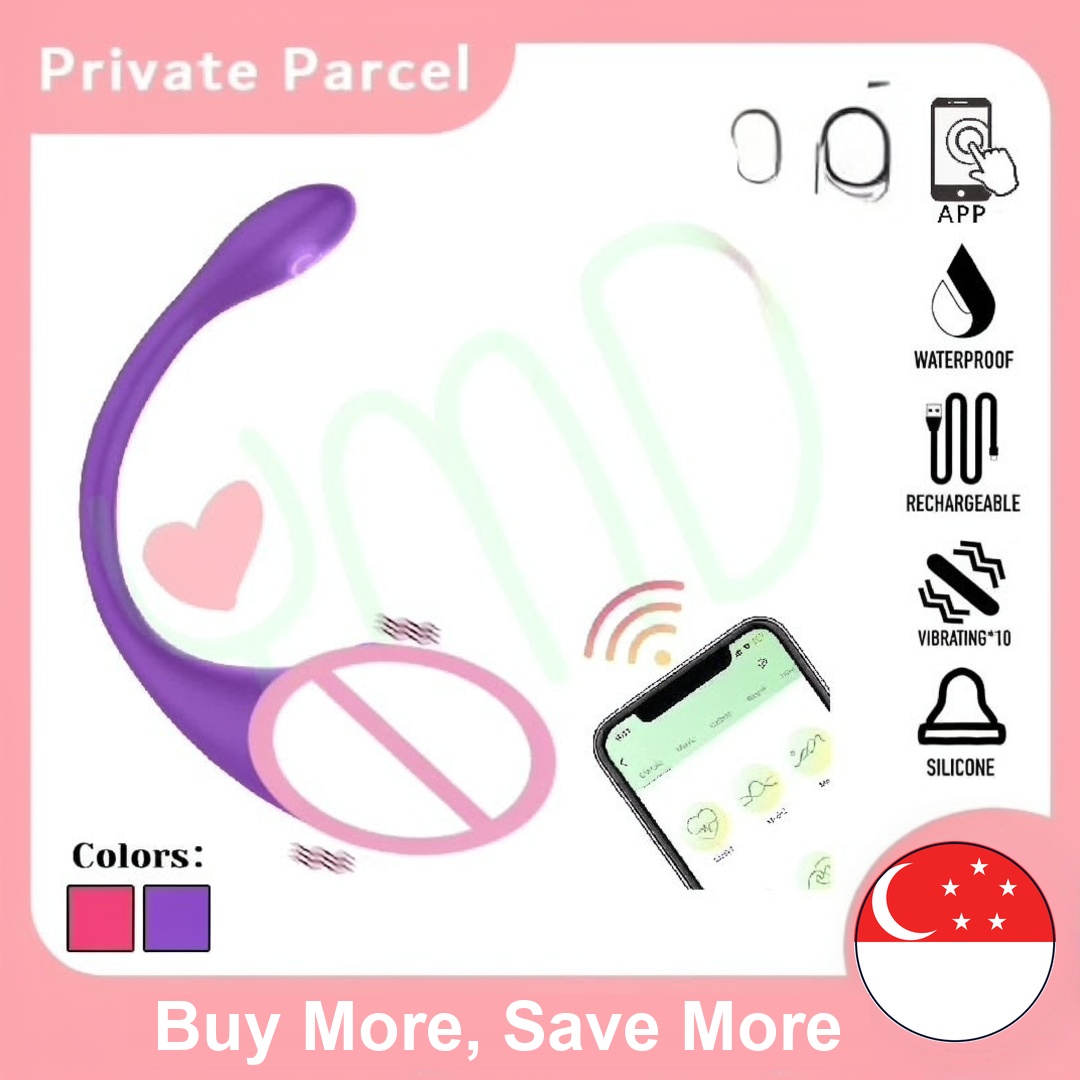 Private Parcel
APP
WATERPROOF
RECHARGEABLE
VIBRATING*10
SILICONE
Colors:
Buy More, Save More